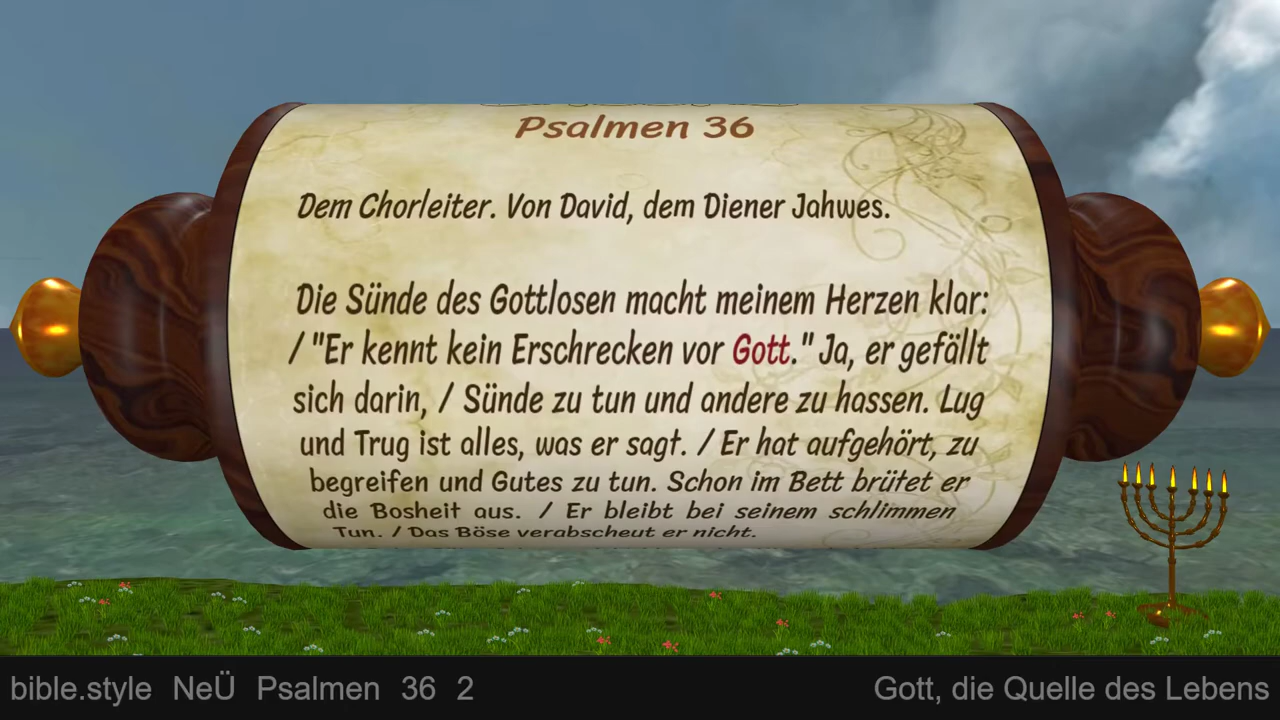 Psalmen 36
Dem Chorleiter. Von David, dem Diener Jahwes.
Die Sünde des Gottlosen macht meinem Herzen klar:
/ "Er kennt kein Erschrecken vor Gott." Ja, er gefällt
sich darin, / Sünde zu tun und andere zu hassen. Lug
und Trug ist alles, was er sagt. / Er hat aufgehört, zu
begreifen und Gutes zu tun. Schon im Bett brütet er
die Bosheit aus. / Er bleibt bei seinem schlimmen
Tun. / Das Böse verabscheut er nicht.
bible.style NeÜ Psalmen 36 2
Gott, die Quelle des Lebens